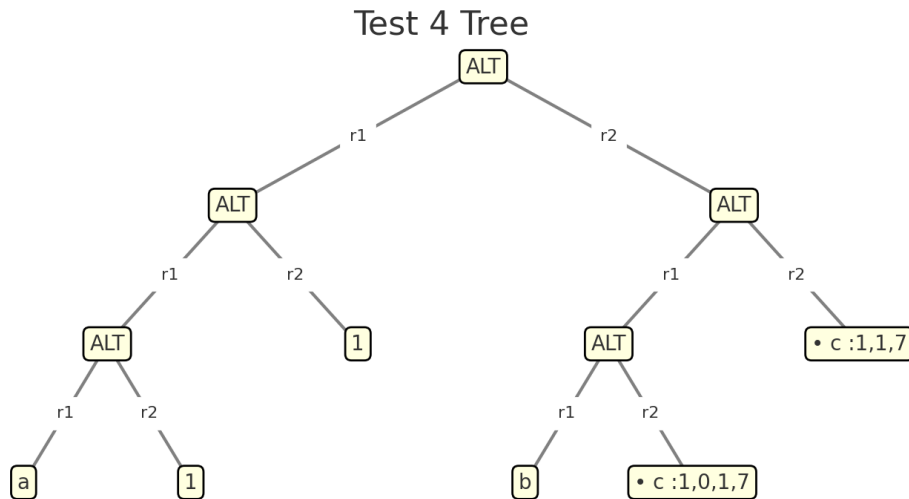 Test 4 Tree
ALT
r1 r2
ALT ALT
r1 r2 r1 r2
ALT 1 ALT • c :1,1,7
r1 r2 r1 r2
a 1 b • c :1,0,1,7